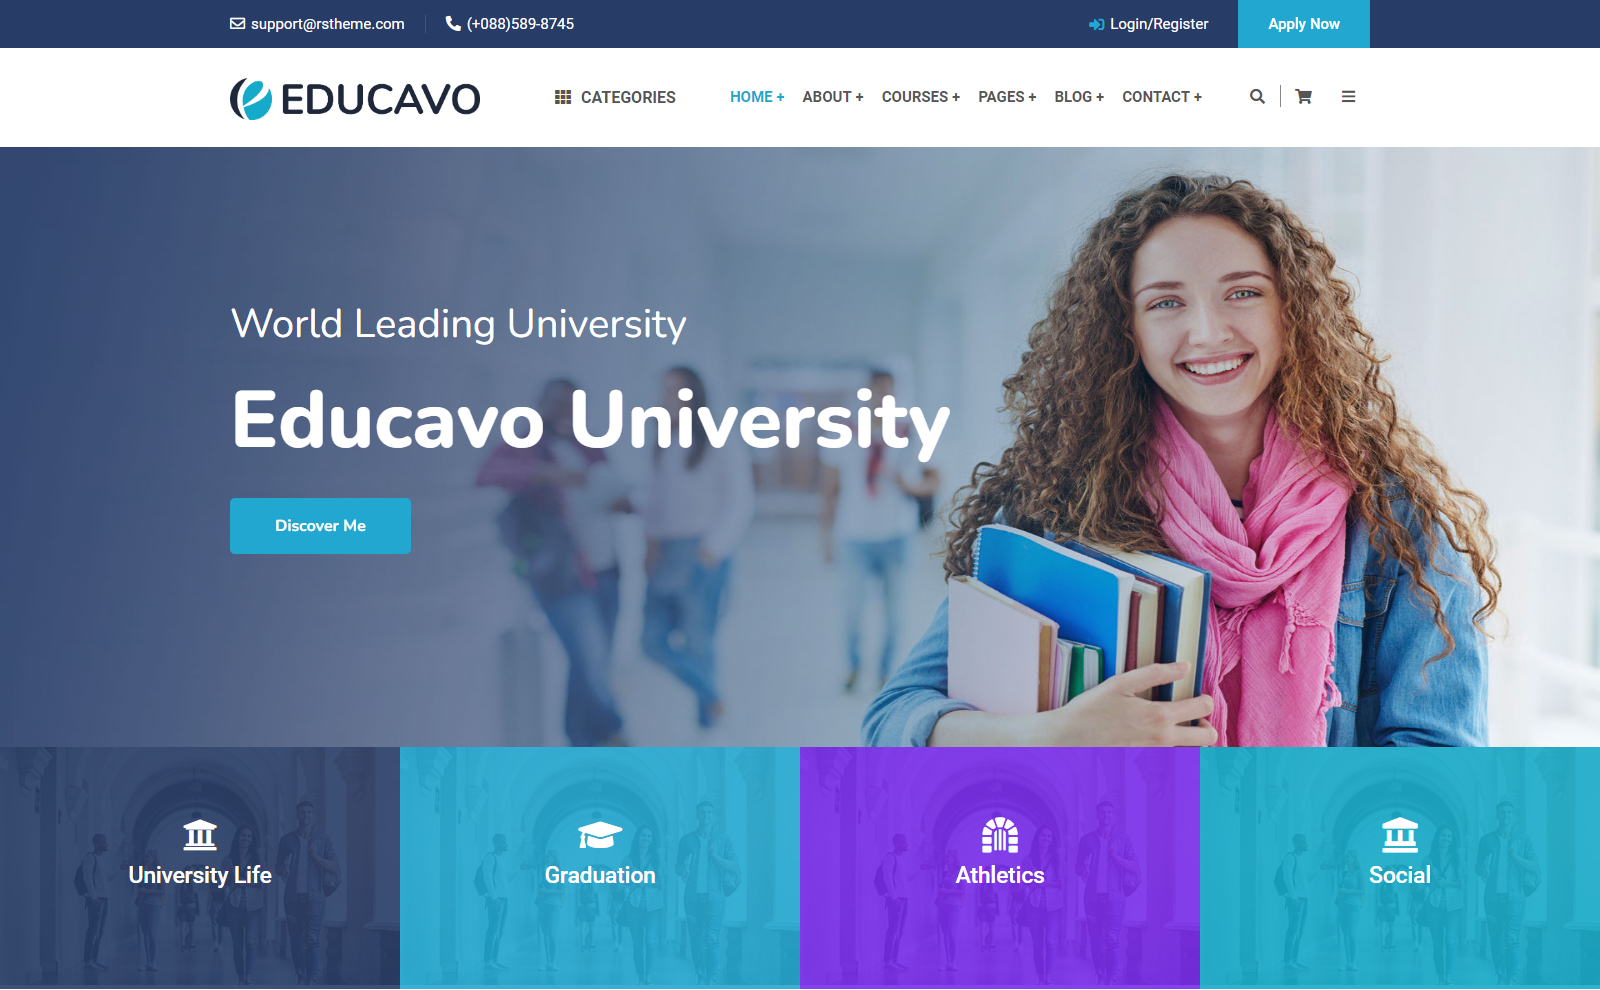 support@rstheme.com
(+088)589-8745
Login/Register
Apply Now
EDUCAVO
CATEGORIES
HOME +
ABOUT +
COURSES +
PAGES +
BLOG +
CONTACT +
World Leading University
Educavo University
Discover Me
University Life
Graduation
Athletics
Social